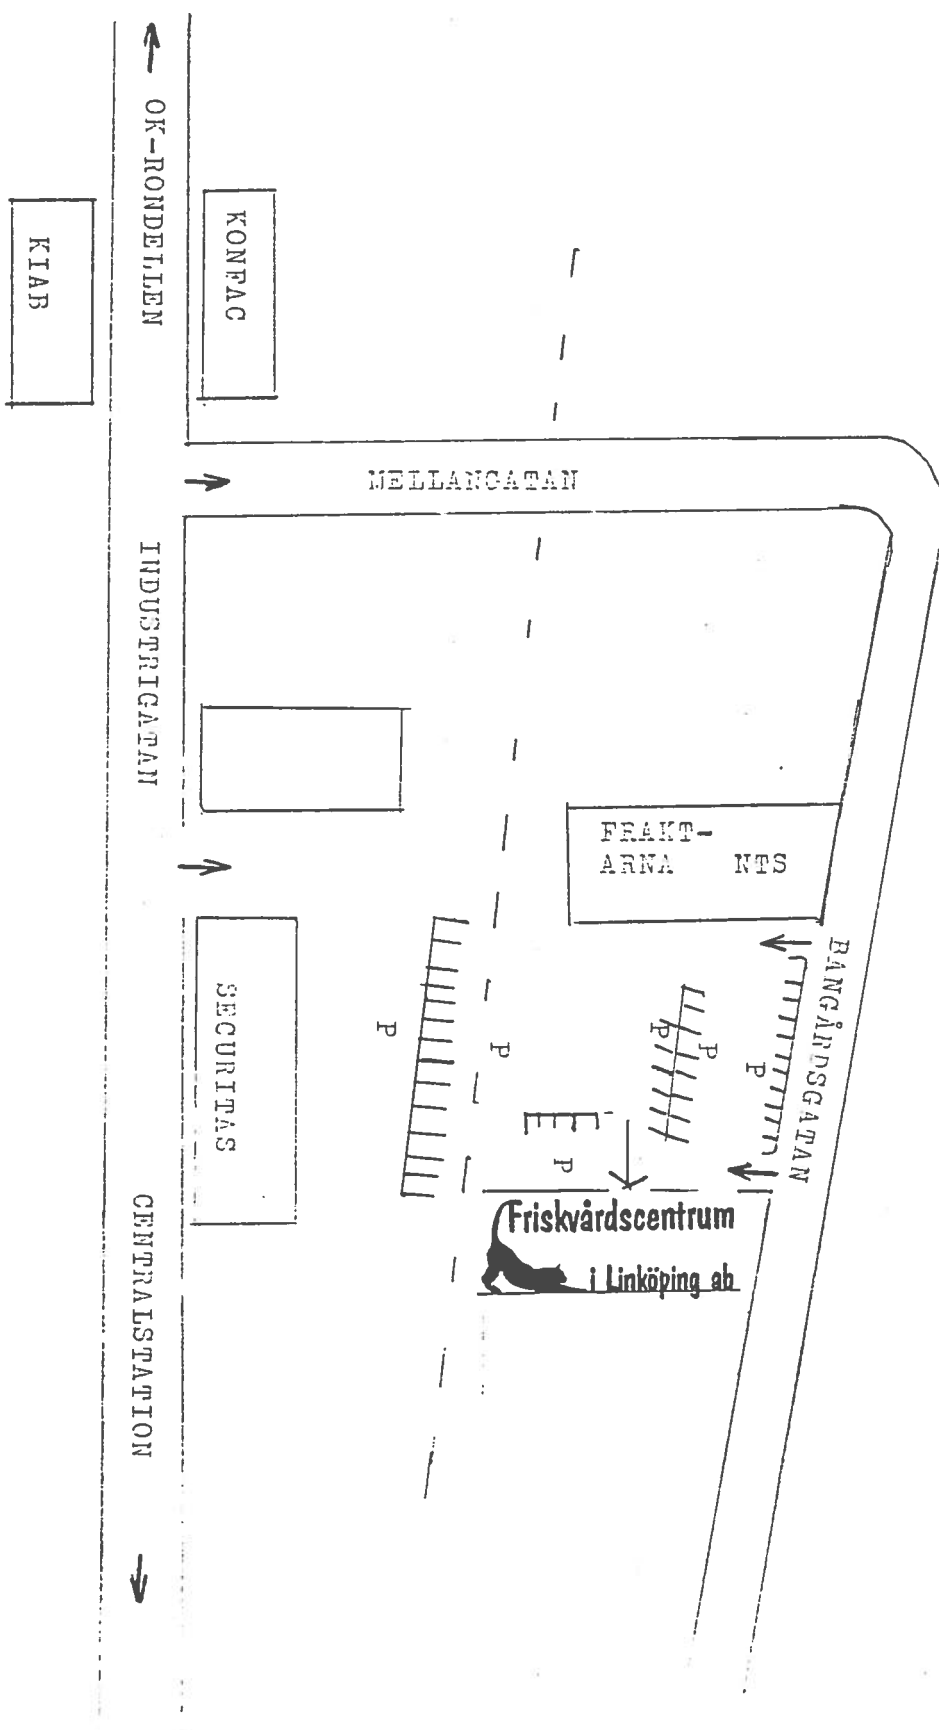 OK-RONDELLEN
KIAB
KONFAC
MELLANGATAN
INDUSTRIGATAN
FRAKT-
ARNA NTS
BANGÅRDSGATAN
SECURITAS
P
P
P
P
P
P
Friskvårdscentrum
i Linköping ab
CENTRALSTATION